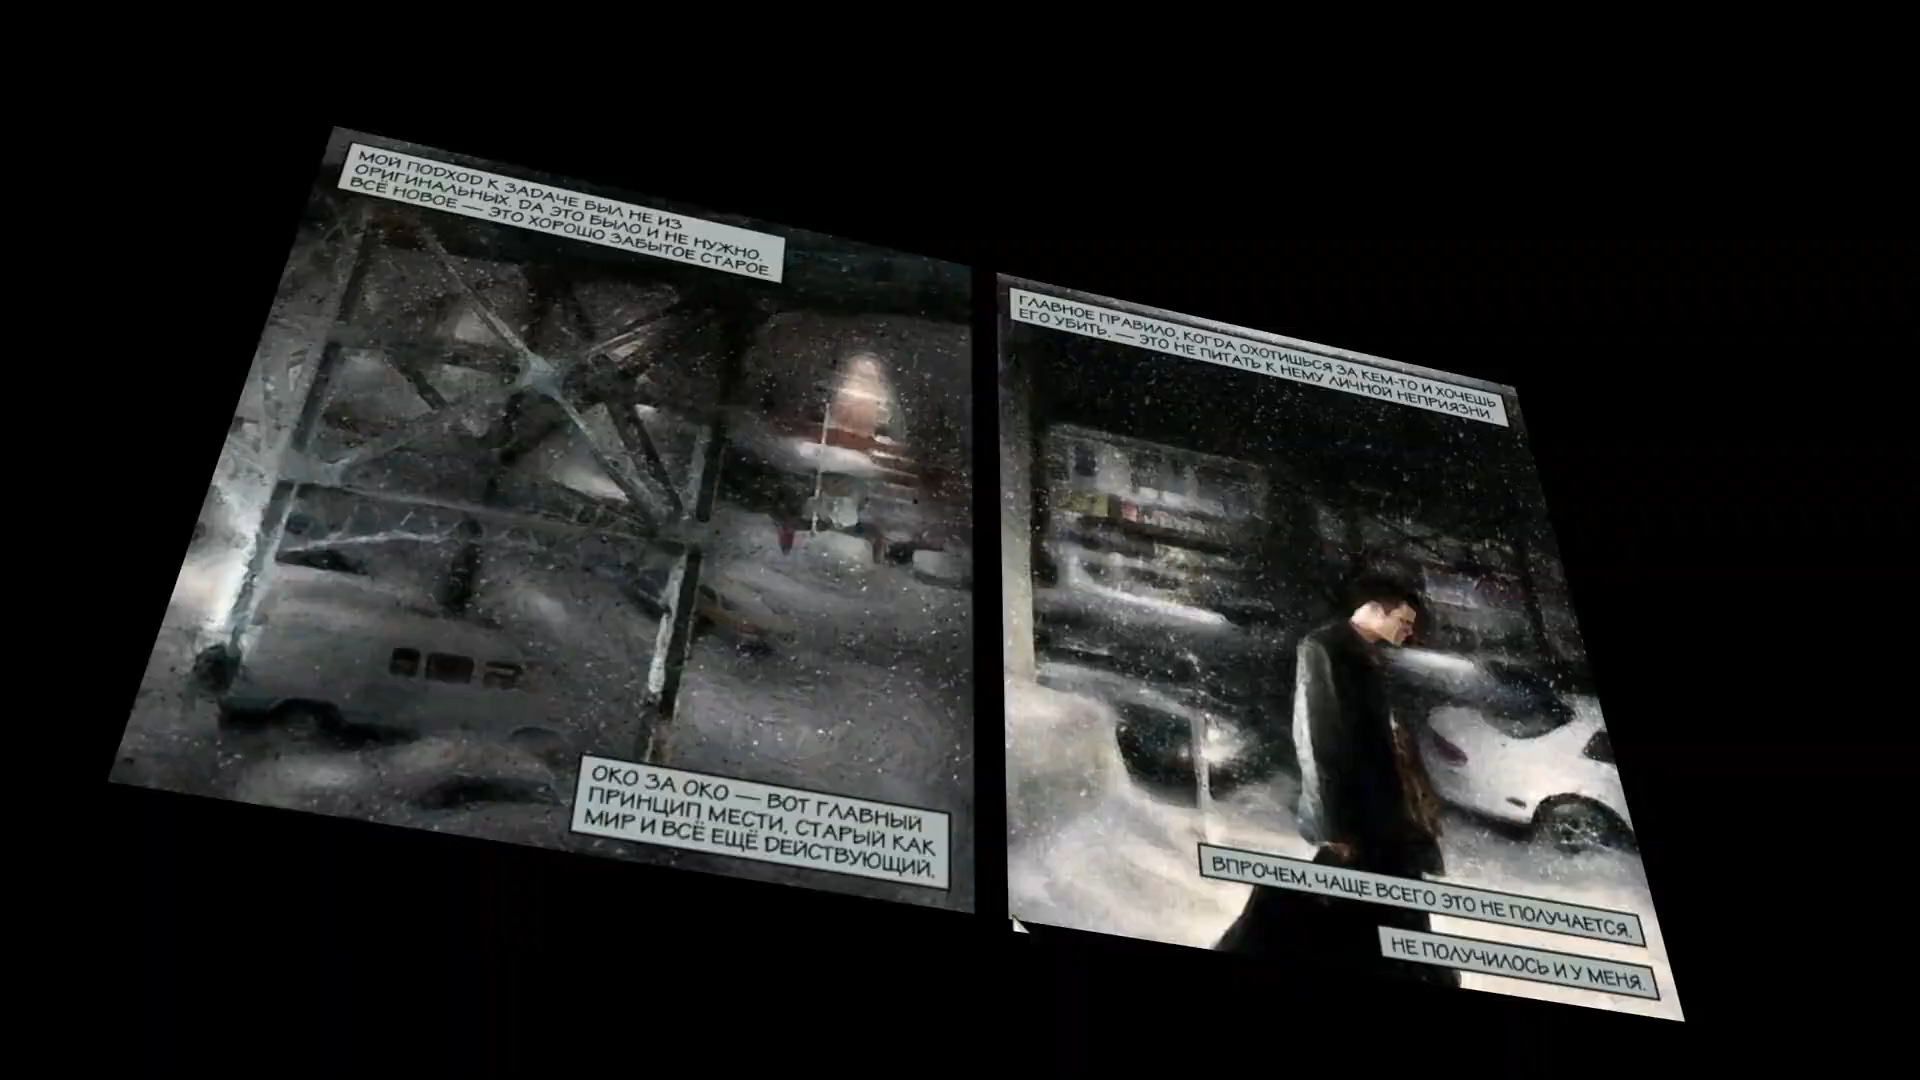 МОЙ ПОДХОД К ЗАДАЧЕ БЫЛ НЕ ИЗ
ОРИГИНАЛЬНЫХ. ДА ЭТО БЫЛО И НЕ НУЖНО.
ВСЁ НОВОЕ — ЭТО ХОРОШО ЗАБЫТОЕ СТАРОЕ.
ОКО ЗА ОКО — ВОТ ГЛАВНЫЙ
ПРИНЦИП МЕСТИ, СТАРЫЙ КАК
МИР И ВСЁ ЕЩЁ ДЕЙСТВУЮЩИЙ.
ГЛАВНОЕ ПРАВИЛО, КОГДА ОХОТИШЬСЯ ЗА КЕМ-ТО И ХОЧЕШЬ
ЕГО УБИТЬ, — ЭТО НЕ ПИТАТЬ К НЕМУ ЛИЧНОЙ НЕПРИЯЗНИ.
ВПРОЧЕМ, ЧАЩЕ ВСЕГО ЭТО НЕ ПОЛУЧАЕТСЯ.
НЕ ПОЛУЧИЛОСЬ И У МЕНЯ.